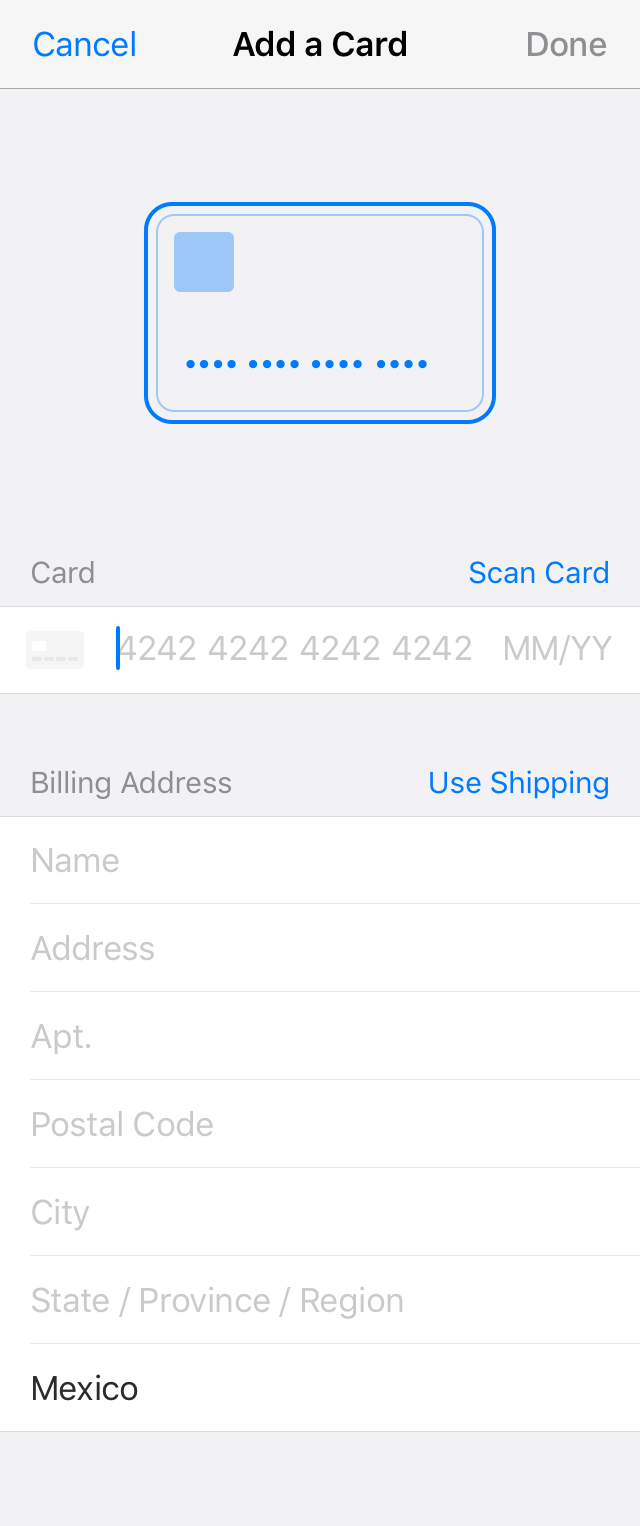 Cancel Add a Card Done
•••• •••• •••• ••••
Card Scan Card
4242 4242 4242 4242 MM/YY
Billing Address Use Shipping
Name
Address
Apt.
Postal Code
City
State / Province / Region
Mexico